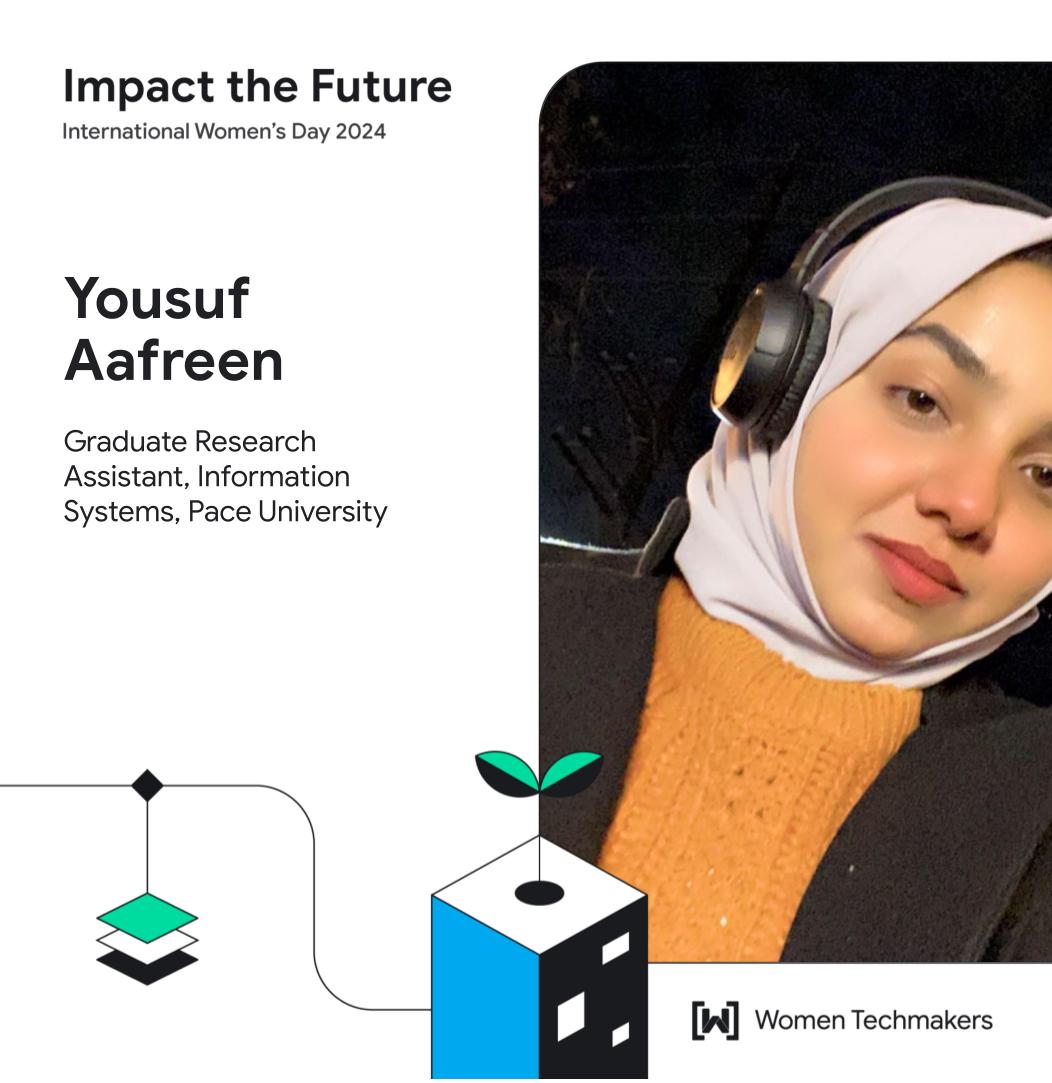 Impact the Future
International Women's Day 2024
Yousuf
Aafreen
Graduate Research
Assistant, Information
Systems, Pace University
[W] Women Techmakers